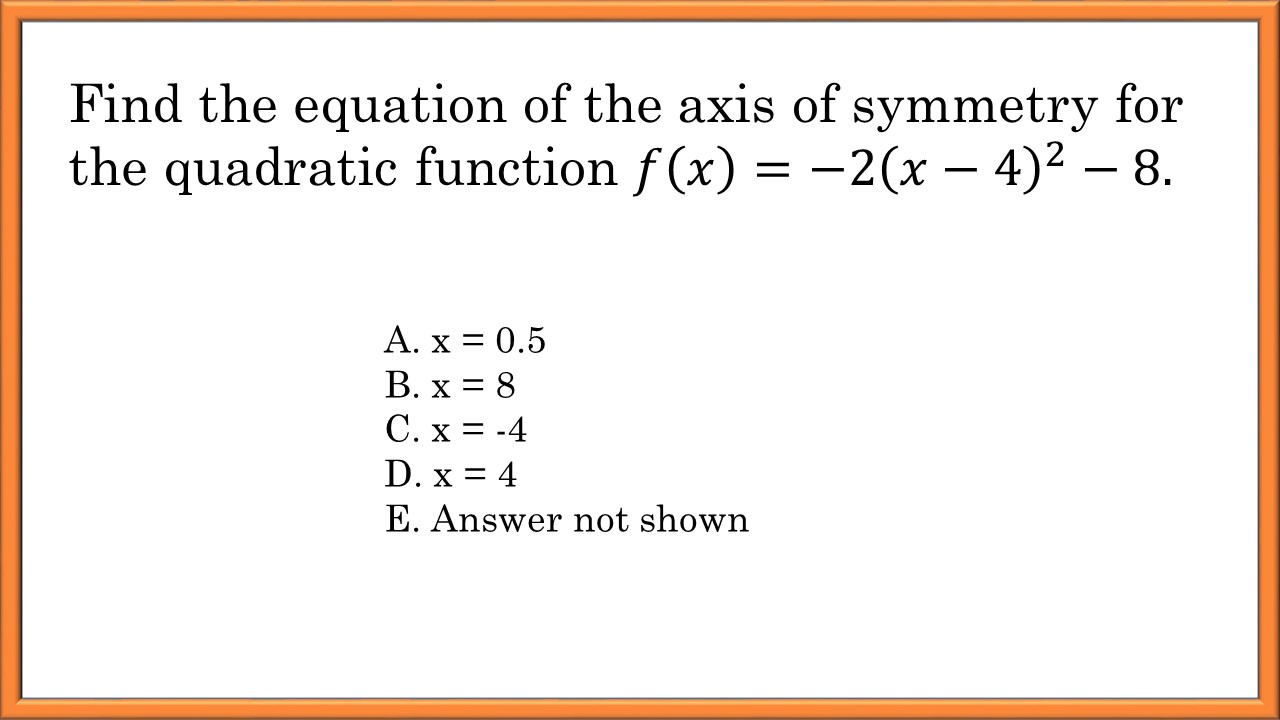 Find the equation of the axis of symmetry for
the quadratic function 𝑓(𝑥) = −2(𝑥 − 4)² − 8.
A. x = 0.5
B. x = 8
C. x = -4
D. x = 4
E. Answer not shown